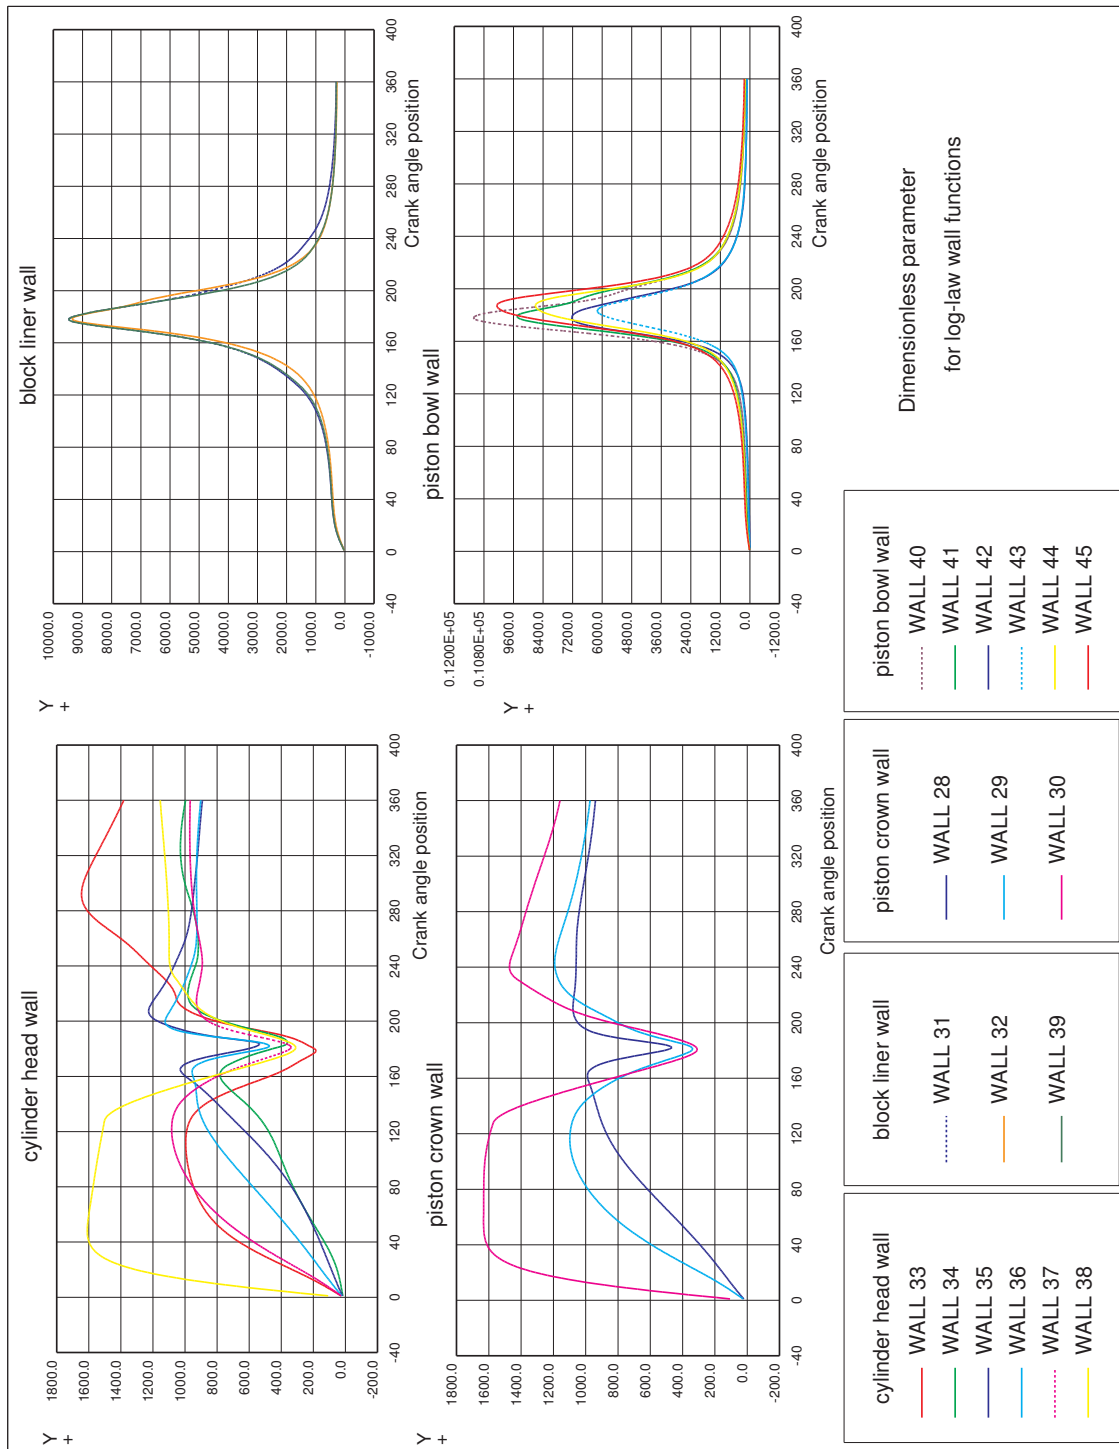 cylinder head wall
Y
+
1800.0
1600.0
1400.0
1200.0
1000.0
800.0
600.0
400.0
200.0
0.0
-200.0
-40
0
40
80
120
160
200
240
280
320
360
400
Crank angle position
block liner wall
Y
+
10000.0
9000.0
8000.0
7000.0
6000.0
5000.0
4000.0
3000.0
2000.0
1000.0
0.0
-1000.0
-40
0
40
80
120
160
200
240
280
320
360
400
Crank angle position
piston crown wall
Y
+
1800.0
1600.0
1400.0
1200.0
1000.0
800.0
600.0
400.0
200.0
0.0
-200.0
-40
0
40
80
120
160
200
240
280
320
360
400
Crank angle position
piston bowl wall
Y
+
0.1200E+05
0.1080E+05
9600.0
8400.0
7200.0
6000.0
4800.0
3600.0
2400.0
1200.0
0.0
-1200.0
-40
0
40
80
120
160
200
240
280
320
360
400
Crank angle position
cylinder head wall
WALL 33
WALL 34
WALL 35
WALL 36
WALL 37
WALL 38
block liner wall
WALL 31
WALL 32
WALL 39
piston crown wall
WALL 28
WALL 29
WALL 30
piston bowl wall
WALL 40
WALL 41
WALL 42
WALL 43
WALL 44
WALL 45
Dimensionless parameter
for log-law wall functions